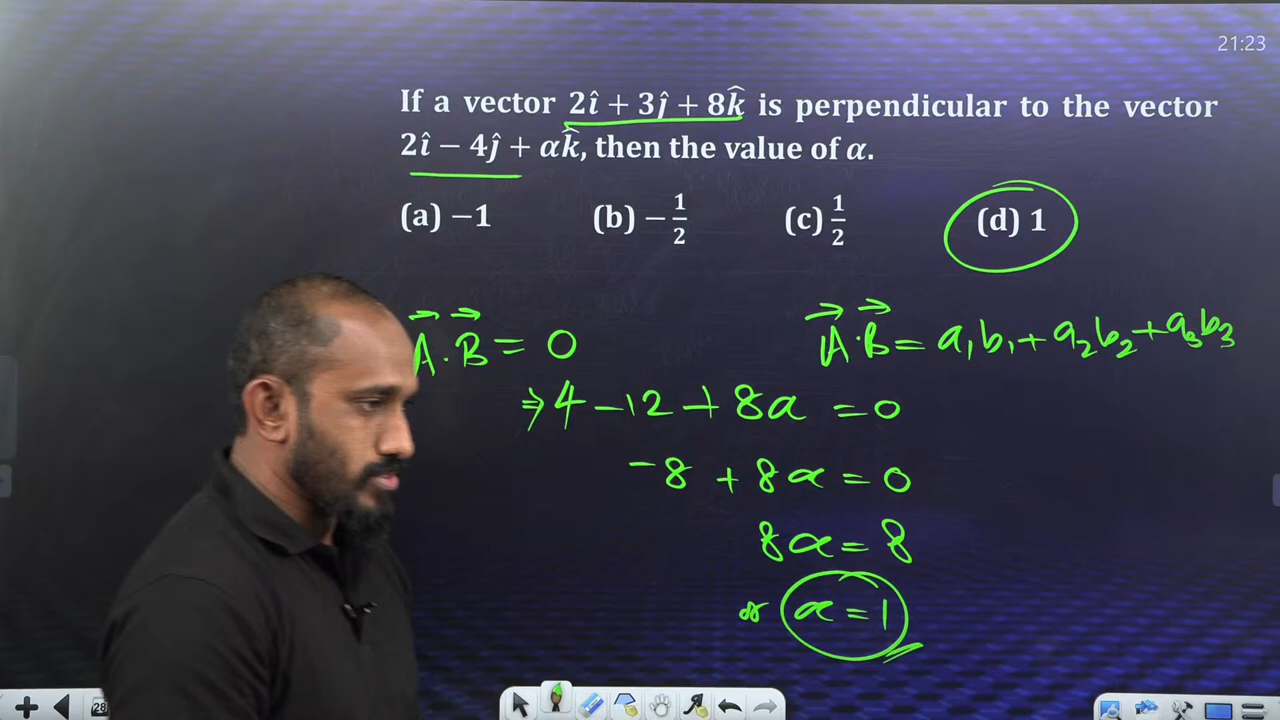 21:23
If a vector 2î + 3ĵ + 8k̂ is perpendicular to the vector
2î − 4ĵ + αk̂, then the value of α.
(a) −1 (b) −1/2 (c) 1/2 (d) 1
A⃗ . B⃗ = 0
A⃗ . B⃗ = a₁b₁ + a₂b₂ + a₃b₃
⇒ 4 − 12 + 8α = 0
−8 + 8α = 0
8α = 8
or α = 1
28